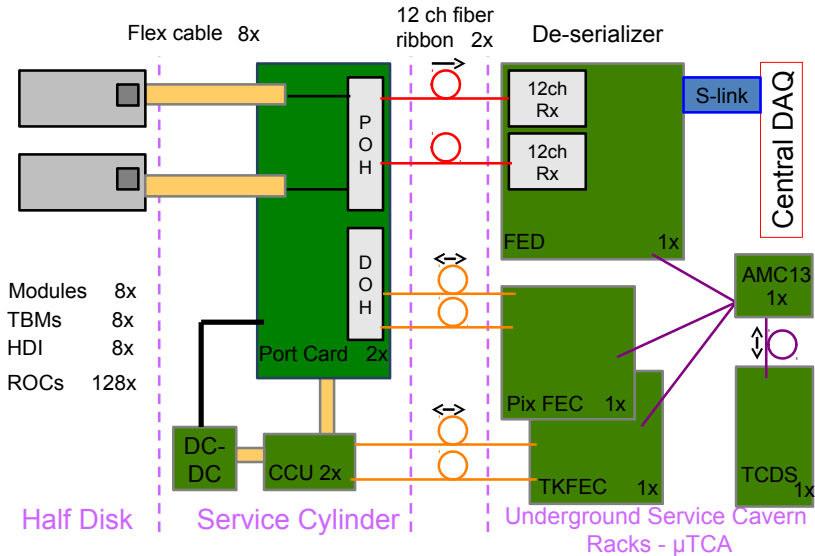 Flex cable 8x
12 ch fiber
ribbon 2x
De-serializer
12ch
Rx
S-link
Central DAQ
P
O
H
12ch
Rx
FED 1x
D
O
H
AMC13
1x
Modules 8x
TBMs 8x
HDI 8x
ROCs 128x
Port Card 2x
Pix FEC 1x
DC-
DC
CCU 2x
TKFEC 1x
TCDS
1x
Half Disk
Service Cylinder
Underground Service Cavern
Racks - µTCA